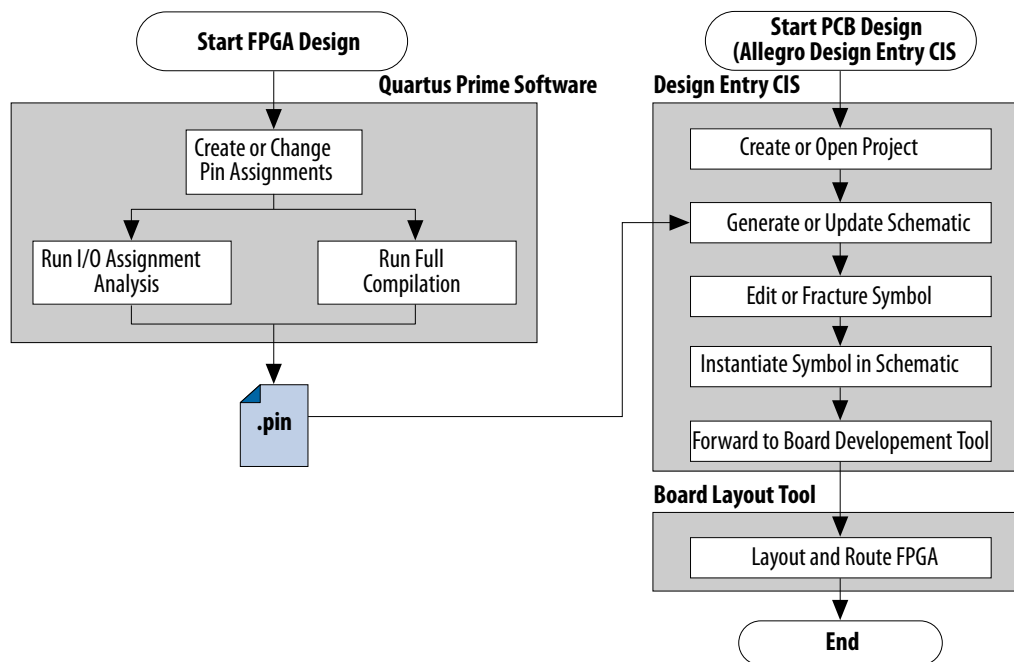 Start FPGA Design
Quartus Prime Software
Create or Change
Pin Assignments
Run I/O Assignment
Analysis
Run Full
Compilation
.pin
Start PCB Design
(Allegro Design Entry CIS
Design Entry CIS
Create or Open Project
Generate or Update Schematic
Edit or Fracture Symbol
Instantiate Symbol in Schematic
Forward to Board Developement Tool
Board Layout Tool
Layout and Route FPGA
End